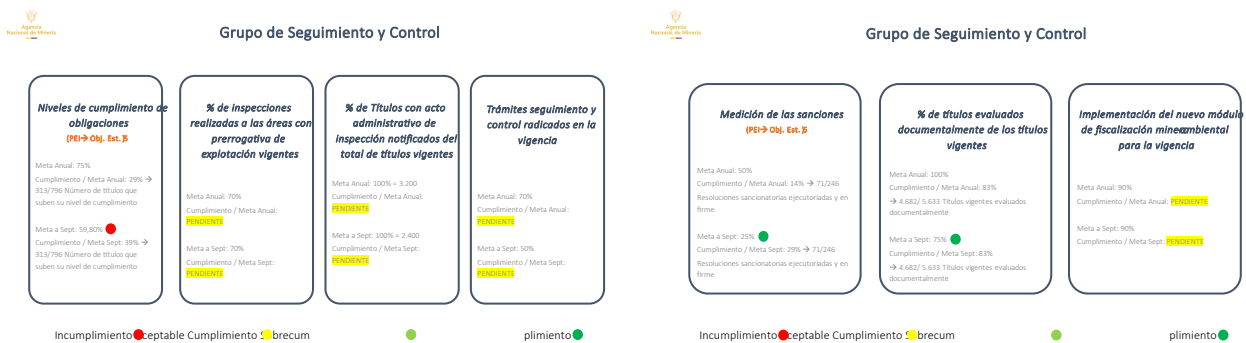 Agencia
Nacional de Minería
Grupo de Seguimiento y Control
Niveles de cumplimiento de
obligaciones
(PEI→ Obj. Est. )5
Meta Anual: 75%
Cumplimiento / Meta Anual: 29% →
313/796 Número de títulos que
suben su nivel de cumplimiento
Meta a Sept: 59,80%
Cumplimiento / Meta Sept: 39% →
313/796 Número de títulos que
suben su nivel de cumplimiento
% de inspecciones
realizadas a las áreas con
prerrogativa de
explotación vigentes
Meta Anual: 70%
Cumplimiento / Meta Anual:
PENDIENTE
Meta a Sept: 70%
Cumplimiento / Meta Sept:
PENDIENTE
% de Títulos con acto
administrativo de
inspección notificados del
total de títulos vigentes
Meta Anual: 100% = 3.200
Cumplimiento / Meta Anual:
PENDIENTE
Meta a Sept: 100% = 2.400
Cumplimiento / Meta Sept:
PENDIENTE
Trámites seguimiento y
control radicados en la
vigencia
Meta Anual: 70%
Cumplimiento / Meta Anual:
PENDIENTE
Meta a Sept: 50%
Cumplimiento / Meta Sept:
PENDIENTE
Incumplimiento ceptable Cumplimiento S brecum plimiento
Agencia
Nacional de Minería
Grupo de Seguimiento y Control
Medición de las sanciones
(PEI→ Obj. Est. )5
Meta Anual: 50%
Cumplimiento / Meta Anual: 14% → 71/246
Resoluciones sancionatorias ejecutoriadas y en
firme
Meta a Sept: 25%
Cumplimiento / Meta Sept: 29% → 71/246
Resoluciones sancionatorias ejecutoriadas y en
firme
% de títulos evaluados
documentalmente de los títulos
vigentes
Meta Anual: 100%
Cumplimiento / Meta Anual: 83%
→ 4.682/ 5.633 Títulos vigentes evaluados
documentalmente
Meta a Sept: 75%
Cumplimiento / Meta Sept: 83%
→ 4.682/ 5.633 Títulos vigentes evaluados
documentalmente
Implementación del nuevo módulo
de fiscalización minero ambiental
para la vigencia
Meta Anual: 90%
Cumplimiento / Meta Anual: PENDIENTE
Meta a Sept: 90%
Cumplimiento / Meta Sept: PENDIENTE
Incumplimiento ceptable Cumplimiento S brecum plimiento